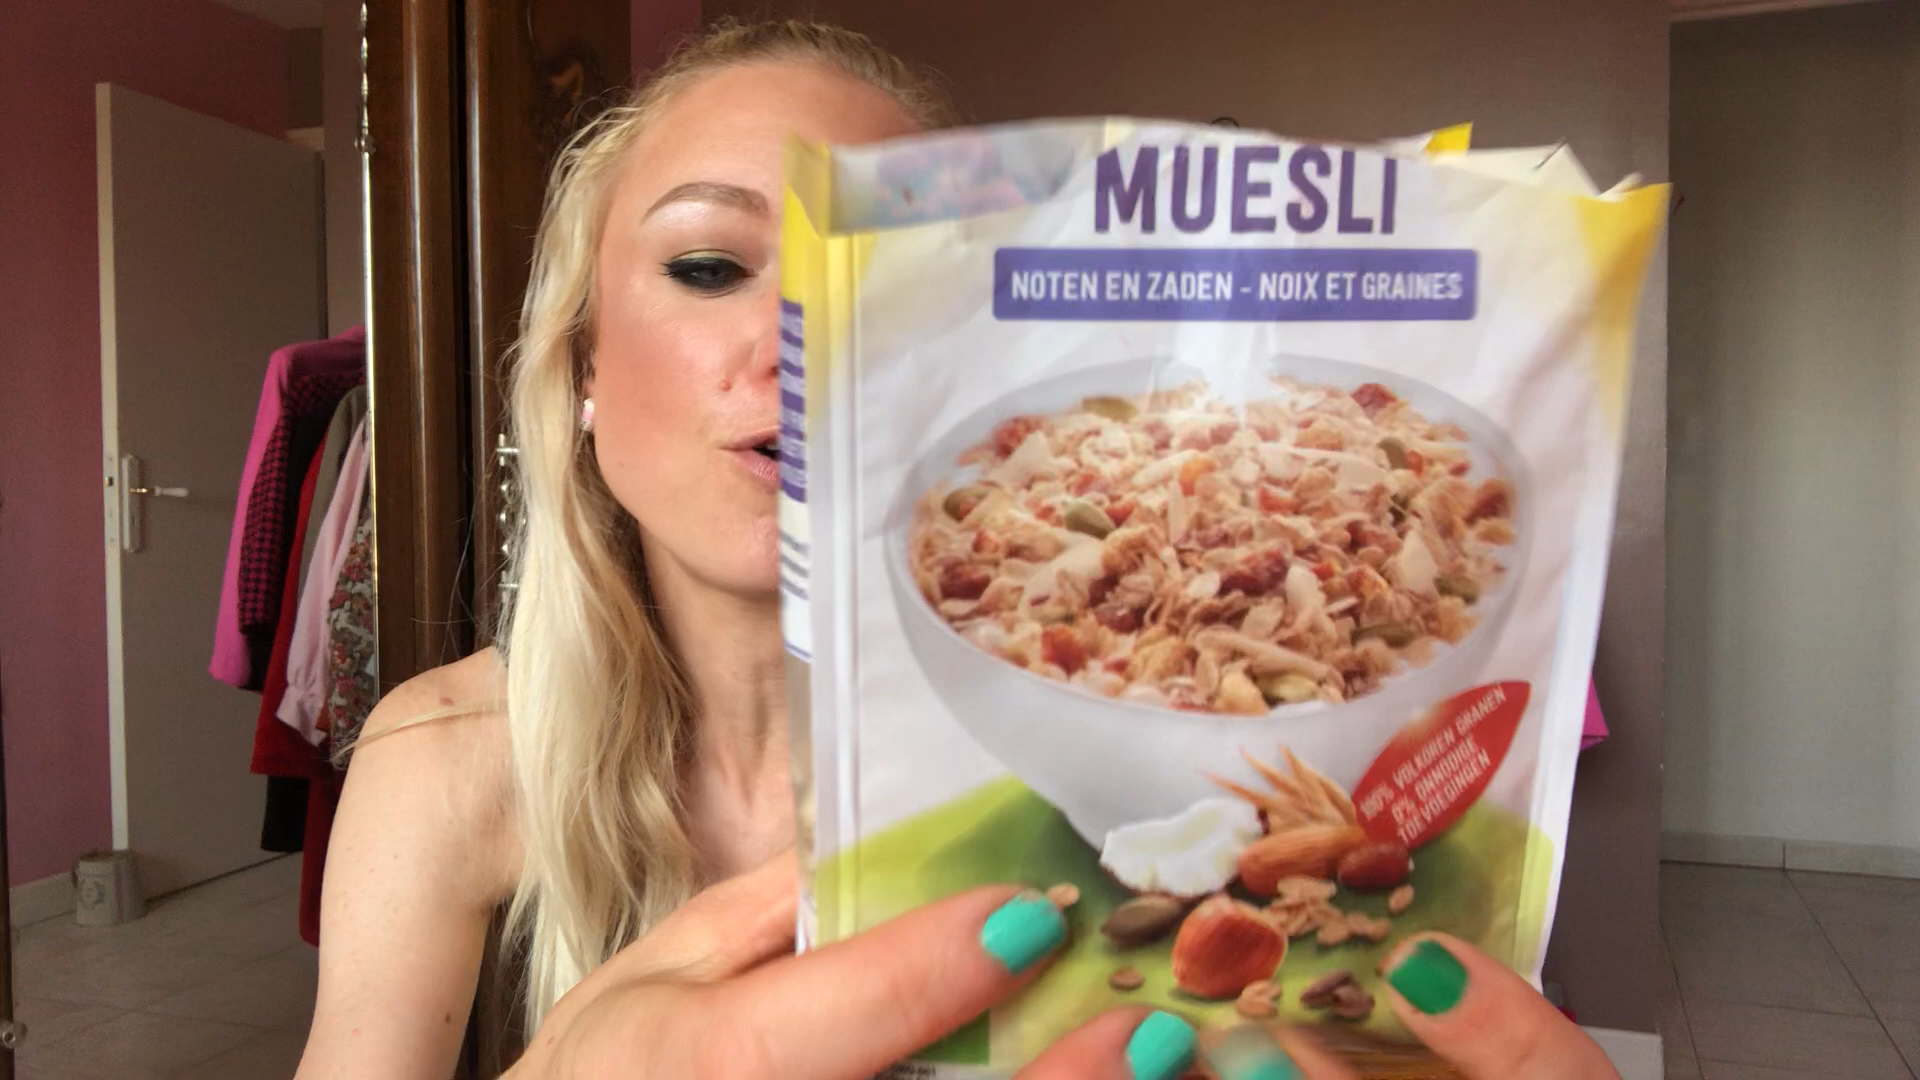 MUESLI
NOTEN EN ZADEN - NOIX ET GRAINES
100% VOLKOREN GRANEN
0% ONNODIGE
TOEVOEGINGEN